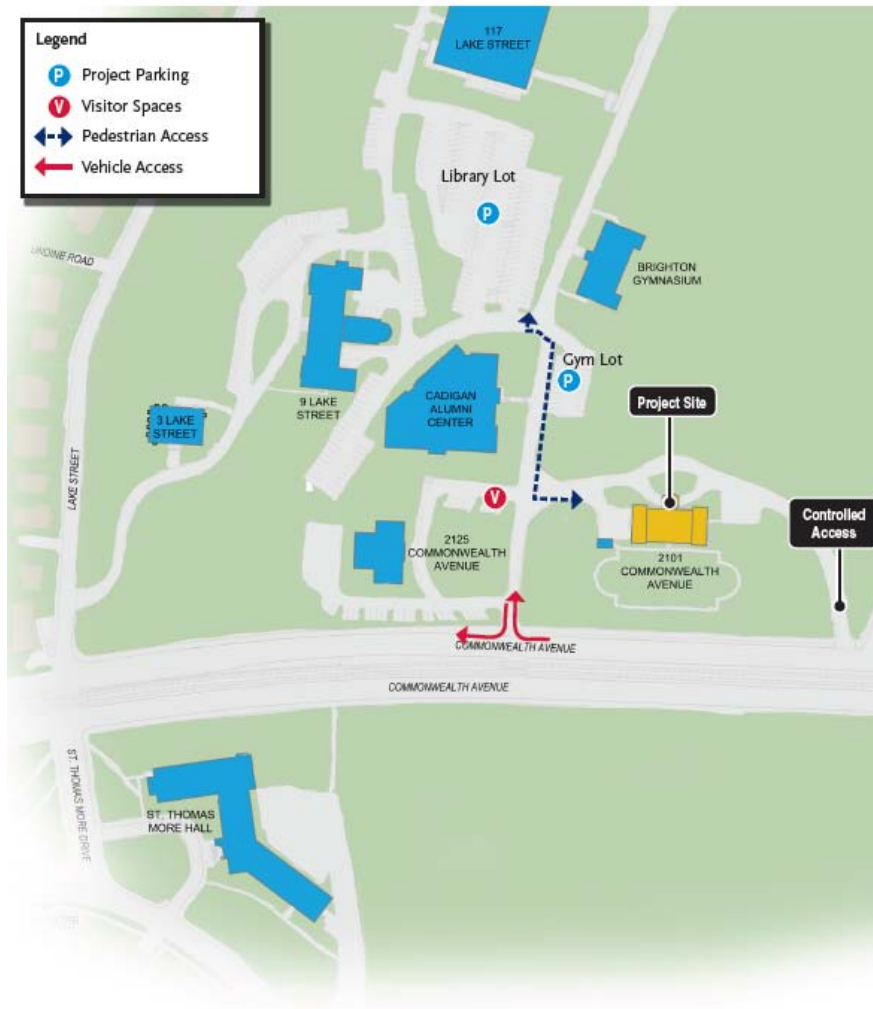 Legend
P Project Parking
V Visitor Spaces
Pedestrian Access
Vehicle Access
117
LAKE STREET
Library Lot
P
UNDINE ROAD
BRIGHTON
GYMNASIUM
Gym Lot
P
CADIGAN
ALUMNI
CENTER
9 LAKE
STREET
3 LAKE
STREET
Project Site
LAKE STREET
V
Controlled
Access
2125
COMMONWEALTH
AVENUE
2101
COMMONWEALTH
AVENUE
COMMONWEALTH AVENUE
COMMONWEALTH AVENUE
ST. THOMAS MORE DRIVE
ST. THOMAS
MORE HALL